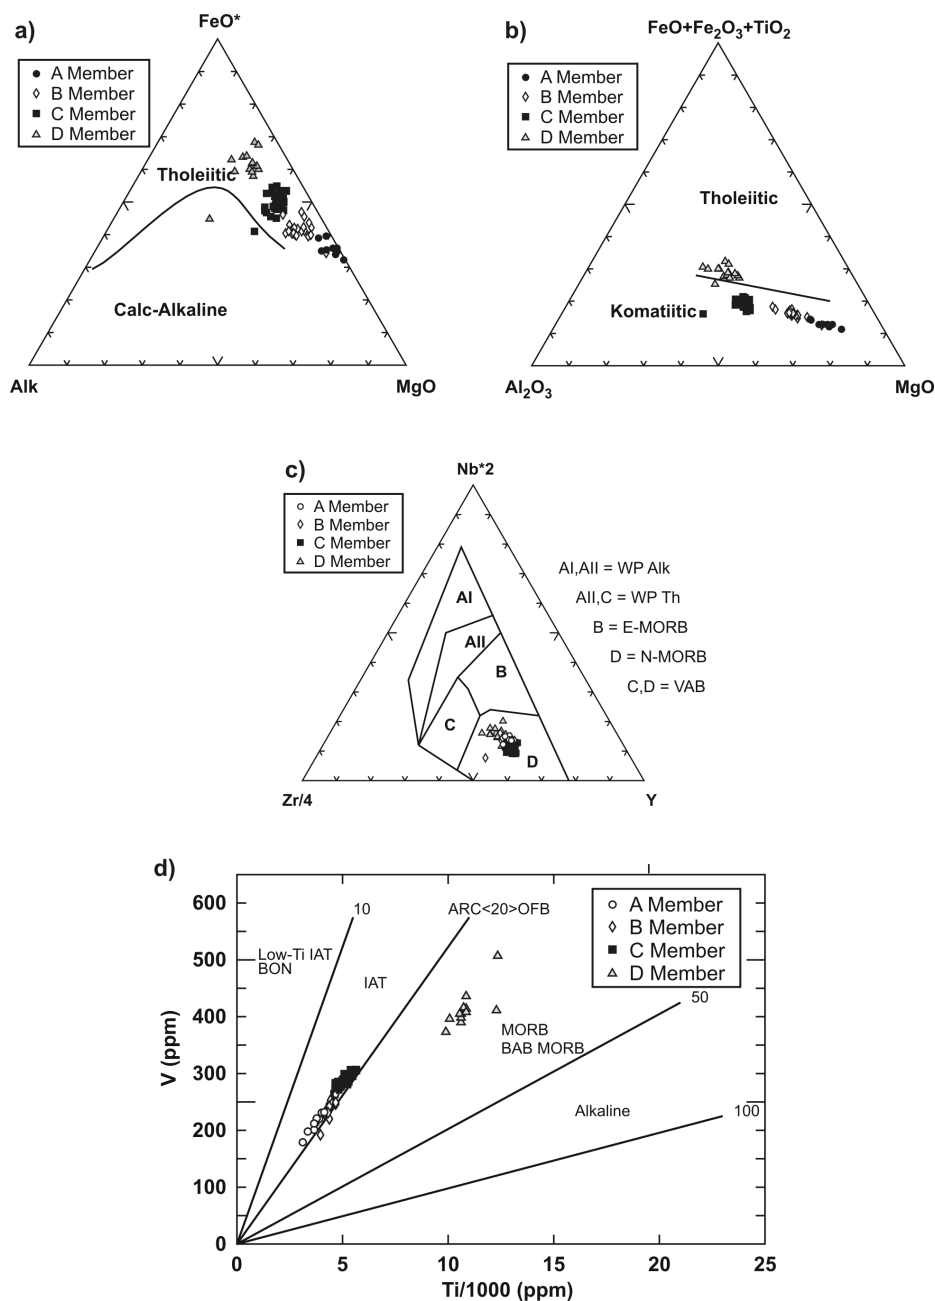 a)
FeO*
A Member
B Member
C Member
D Member
Tholeiitic
Calc-Alkaline
Alk
MgO
b)
FeO+Fe₂O₃+TiO₂
A Member
B Member
C Member
D Member
Tholeiitic
Komatiitic
Al₂O₃
MgO
c)
Nb*2
A Member
B Member
C Member
D Member
AI
AII
B
C
D
AI,AII = WP Alk
AII,C = WP Th
B = E-MORB
D = N-MORB
C,D = VAB
Zr/4
Y
d)
600
500
400
300
200
100
0
V (ppm)
10
ARC<20>OFB
Low-Ti IAT
BON
IAT
A Member
B Member
C Member
D Member
50
MORB
BAB MORB
Alkaline
100
0
5
10
15
20
25
Ti/1000 (ppm)